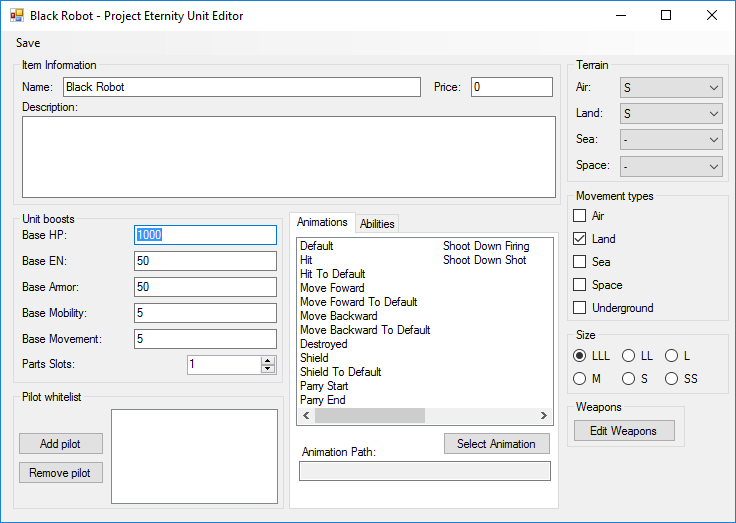 Black Robot - Project Eternity Unit Editor
Save
Item Information
Name: Black Robot Price: 0
Description:
Unit boosts
Base HP: 1000
Base EN: 50
Base Amor: 50
Base Mobility: 5
Base Movement: 5
Parts Slots: 1
Pilot whitelist
Add pilot
Remove pilot
Animations Abilities
Default Shoot Down Firing
Hit Shoot Down Shot
Hit To Default
Move Foward
Move Foward To Default
Move Backward
Move Backward To Default
Destroyed
Shield
Shield To Default
Parry Start
Parry End
Select Animation
Animation Path:
Terrain
Air: S
Land: S
Sea: -
Space: -
Movement types
Air
Land
Sea
Space
Underground
Size
LLL LL L
M S SS
Weapons
Edit Weapons